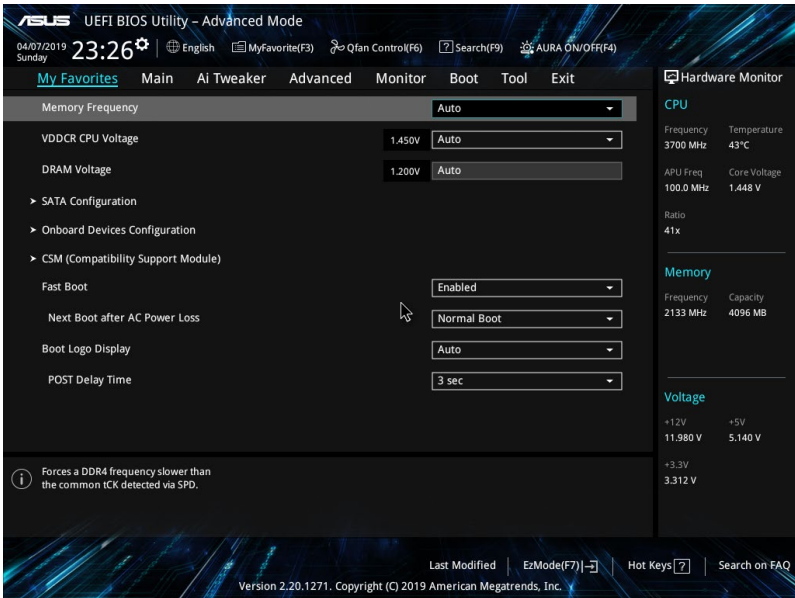 ASUS UEFI BIOS Utility – Advanced Mode
04/07/2019
Sunday
23:26
English MyFavorite(F3) Qfan Control(F6) ? Search(F9) AURA ON/OFF(F4)
My Favorites Main Ai Tweaker Advanced Monitor Boot Tool Exit
Memory Frequency Auto
VDDCR CPU Voltage 1.450V Auto
DRAM Voltage 1.200V Auto
> SATA Configuration
> Onboard Devices Configuration
> CSM (Compatibility Support Module)
Fast Boot Enabled
Next Boot after AC Power Loss Normal Boot
Boot Logo Display Auto
POST Delay Time 3 sec
i Forces a DDR4 frequency slower than
the common tCK detected via SPD.
Hardware Monitor
CPU
Frequency Temperature
3700 MHz 43°C
APU Freq Core Voltage
100.0 MHz 1.448 V
Ratio
41x
Memory
Frequency Capacity
2133 MHz 4096 MB
Voltage
+12V +5V
11.980 V 5.140 V
+3.3V
3.312 V
Last Modified EzMode(F7) Hot Keys ? Search on FAQ
Version 2.20.1271. Copyright (C) 2019 American Megatrends, Inc.